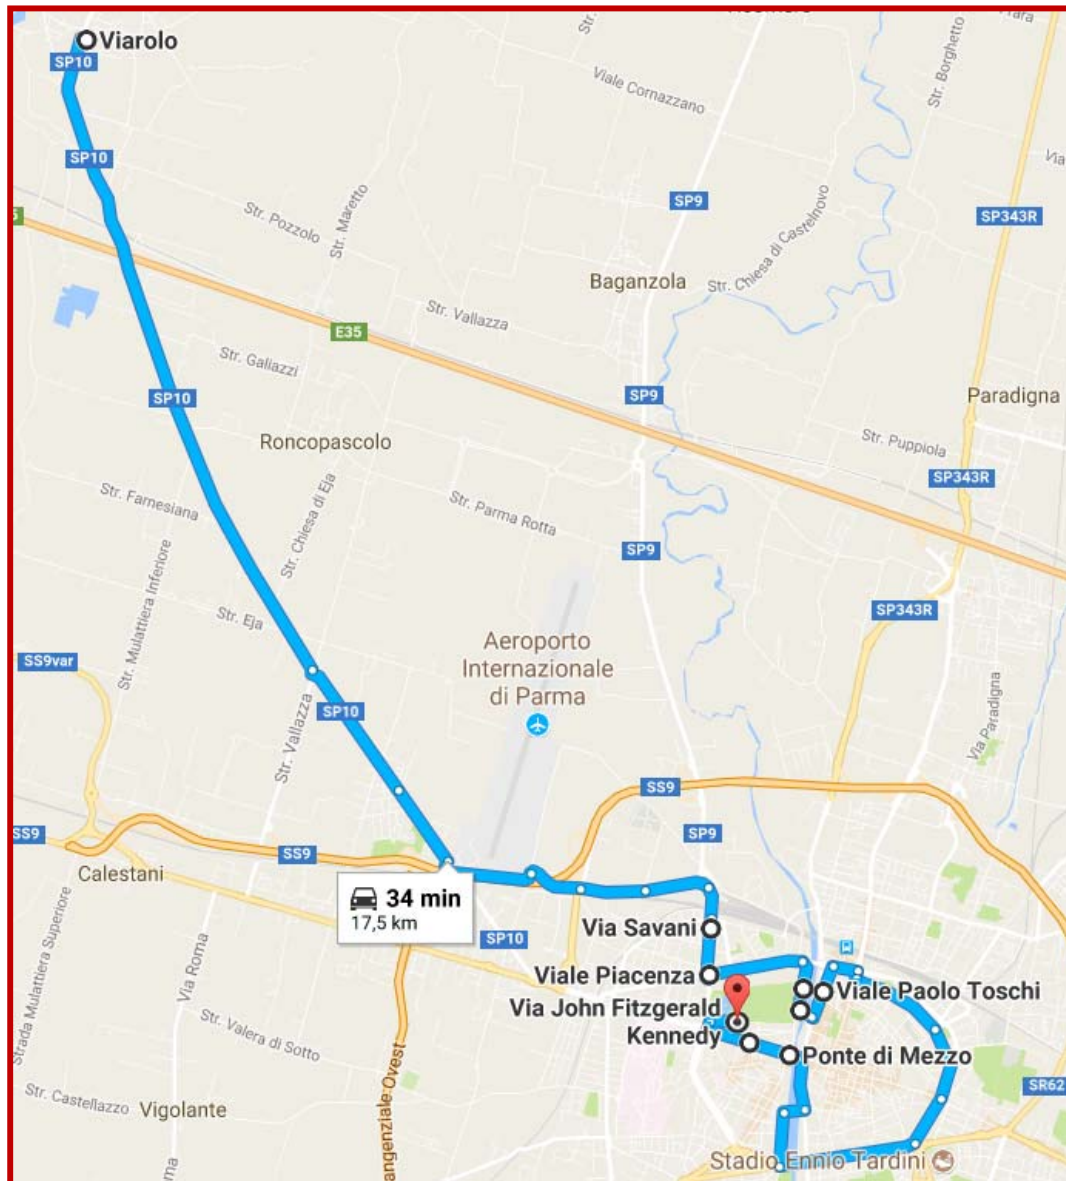 Viarolo
SP10
Str.
Viale Cornazzano
Str. Borghetto
SP10
Str. Pozzolo
Str. Maretto
SP9
SP343R
Str. Chiesa di Castelnovo
Baganzola
E35
Str. Vallazza
Str. Galiazzi
SP10
SP9
Paradigna
Roncopascolo
Str. Puppiola
SP343R
Str. Farnesiana
Str. Chiesa di Eja
Str. Parma Rotta
SP9
Str. Mulattiera Inferiore
Str. Eja
SP343R
Aeroporto
Internazionale
di Parma
SS9var
SP10
Str. Vallazza
Via Paradigna
SS9
SS9
SP9
SS9
Calestani
34 min
17,5 km
Via Savani
SP10
Strada Mulattiera Superiore
Via Roma
Viale Piacenza
Via John Fitzgerald
Kennedy
Viale Paolo Toschi
Str. Valera di Sotto
Ponte di Mezzo
SR62
Str. Castellazzo
Vigolante
angenziale Ovest
Stadio Ennio Tardini